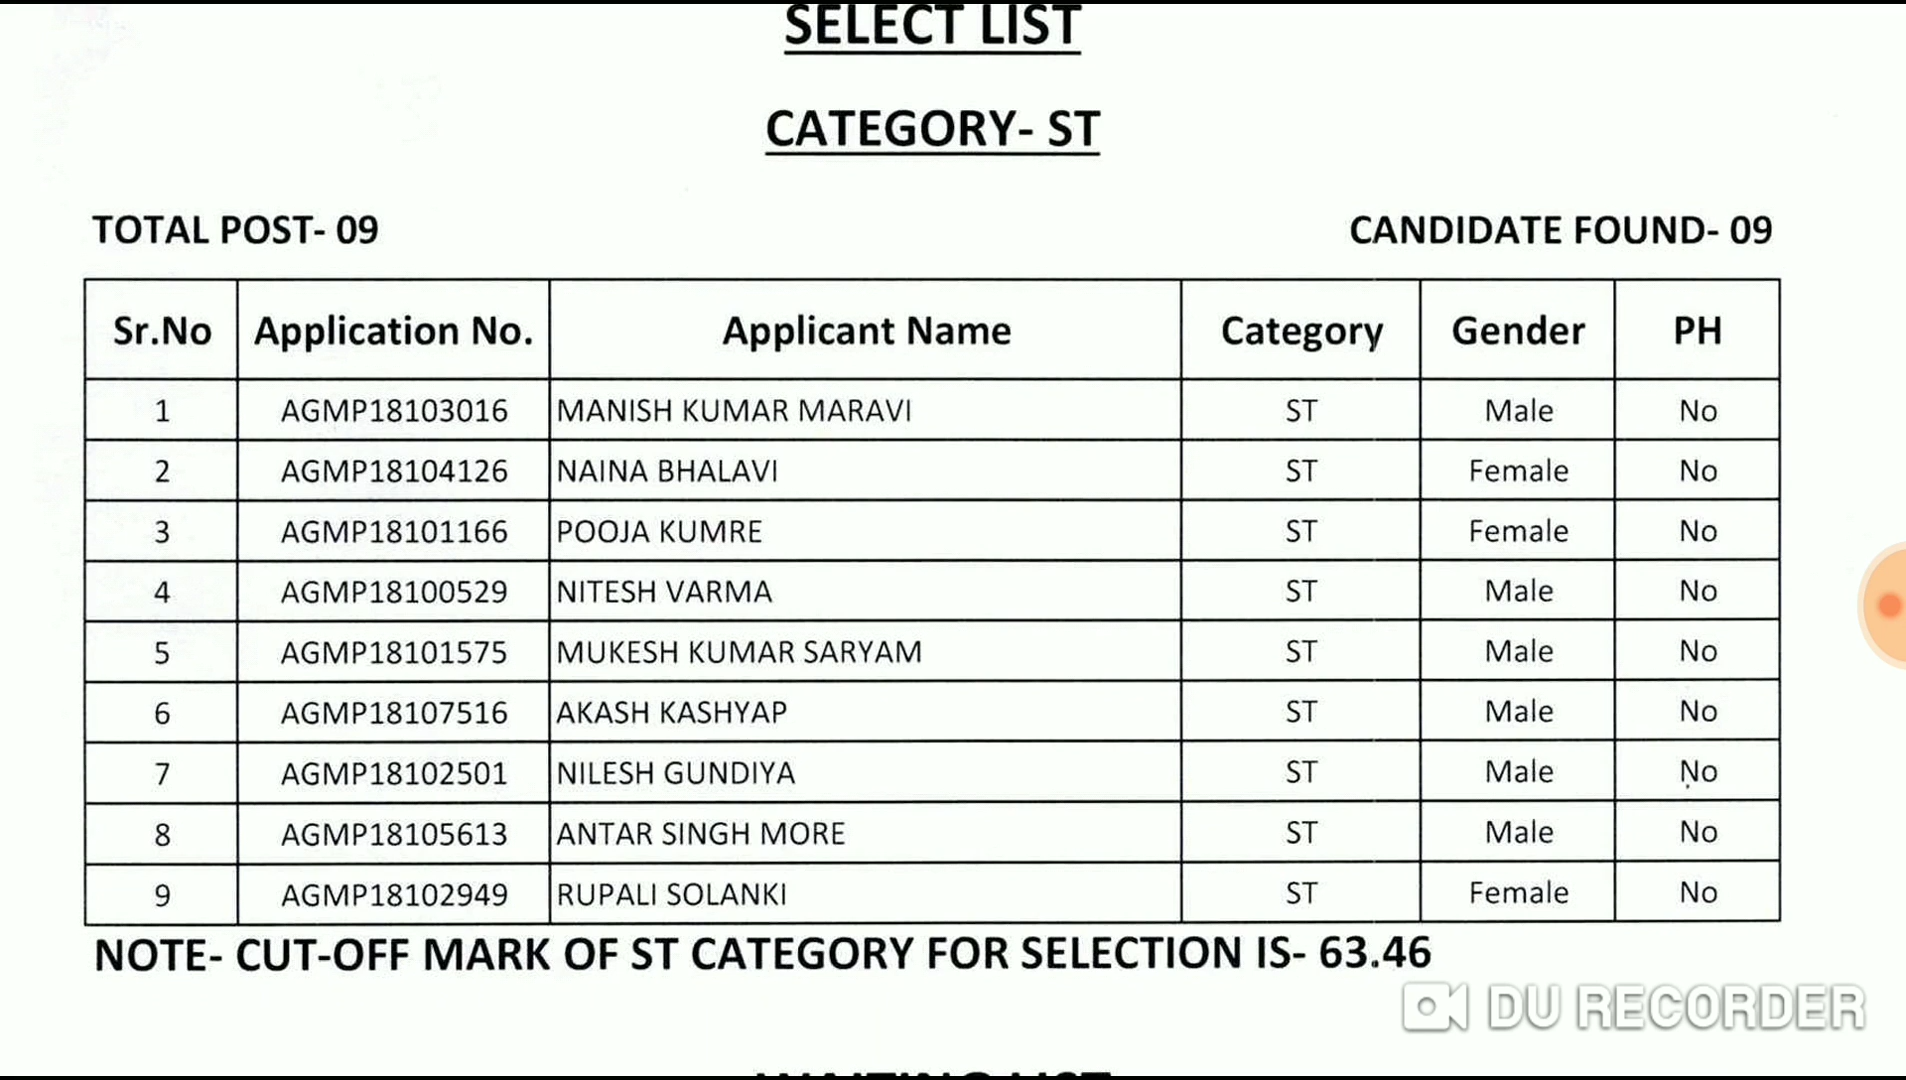 SELECT LIST
CATEGORY- ST
TOTAL POST- 09 CANDIDATE FOUND- 09
Sr.No Application No. Applicant Name Category Gender PH
1 AGMP18103016 MANISH KUMAR MARAVI ST Male No
2 AGMP18104126 NAINA BHALAVI ST Female No
3 AGMP18101166 POOJA KUMRE ST Female No
4 AGMP18100529 NITESH VARMA ST Male No
5 AGMP18101575 MUKESH KUMAR SARYAM ST Male No
6 AGMP18107516 AKASH KASHYAP ST Male No
7 AGMP18102501 NILESH GUNDIYA ST Male No
8 AGMP18105613 ANTAR SINGH MORE ST Male No
9 AGMP18102949 RUPALI SOLANKI ST Female No
NOTE- CUT-OFF MARK OF ST CATEGORY FOR SELECTION IS- 63.46
DU RECORDER
WAITING LIST